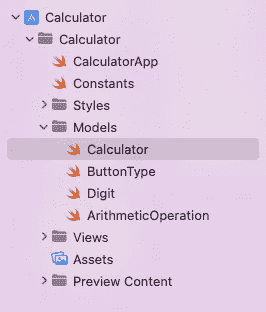 Calculator
Calculator
CalculatorApp
Constants
Styles
Models
Calculator
ButtonType
Digit
ArithmeticOperation
Views
Assets
Preview Content